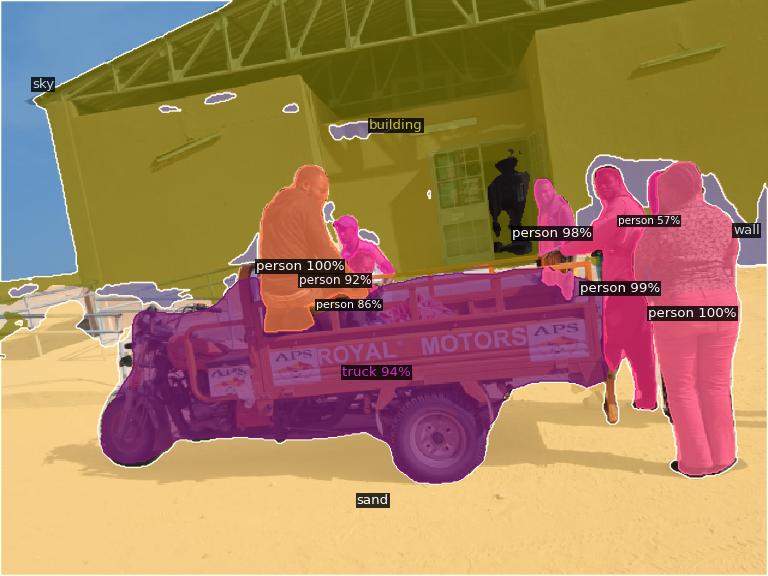 sky
building
person 57%
wall
person 98%
person 100%
person 92%
person 99%
person 86%
person 100%
APS ROYAL MOTORS APS
APS
truck 94%
sand